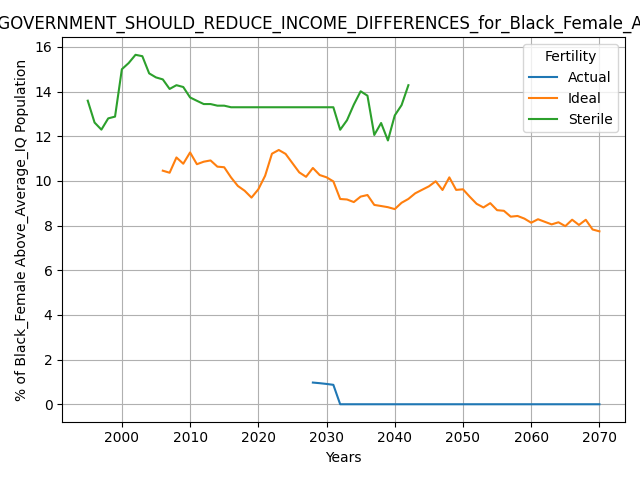 GOVERNMENT_SHOULD_REDUCE_INCOME_DIFFERENCES_for_Black_Female_A
% of Black_Female Above_Average_IQ Population
16
14
12
10
8
6
4
2
0
Fertility
Actual
Ideal
Sterile
2000 2010 2020 2030 2040 2050 2060 2070
Years